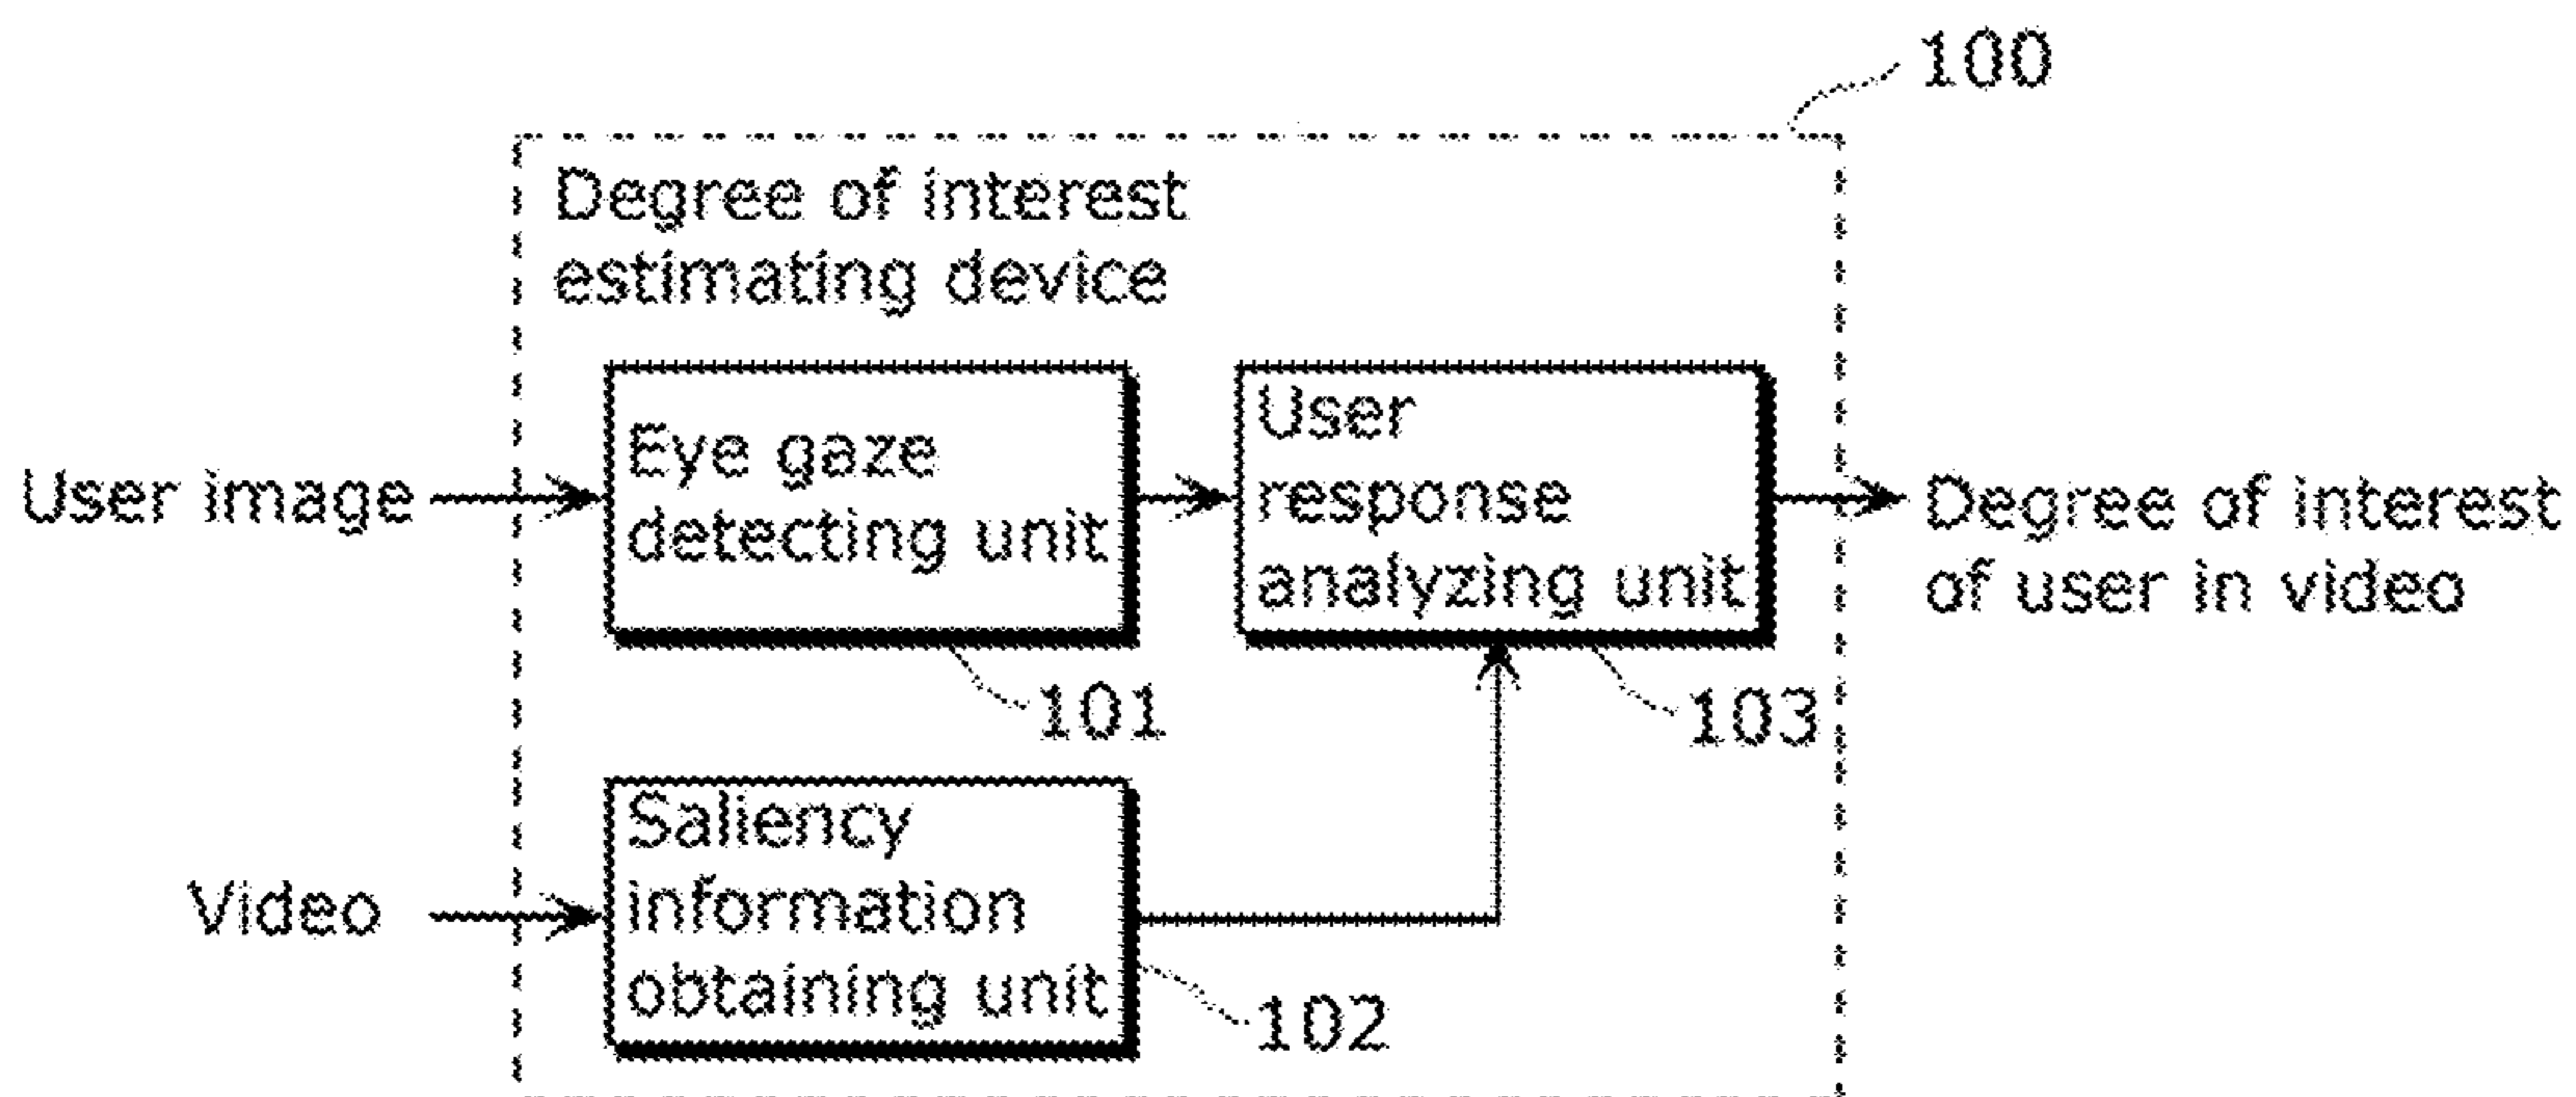 100
Degree of interest
estimating device
User image
Eye gaze
detecting unit
User
response
analyzing unit
Degree of interest
of user in video
101
103
Video
Saliency
information
obtaining unit
102